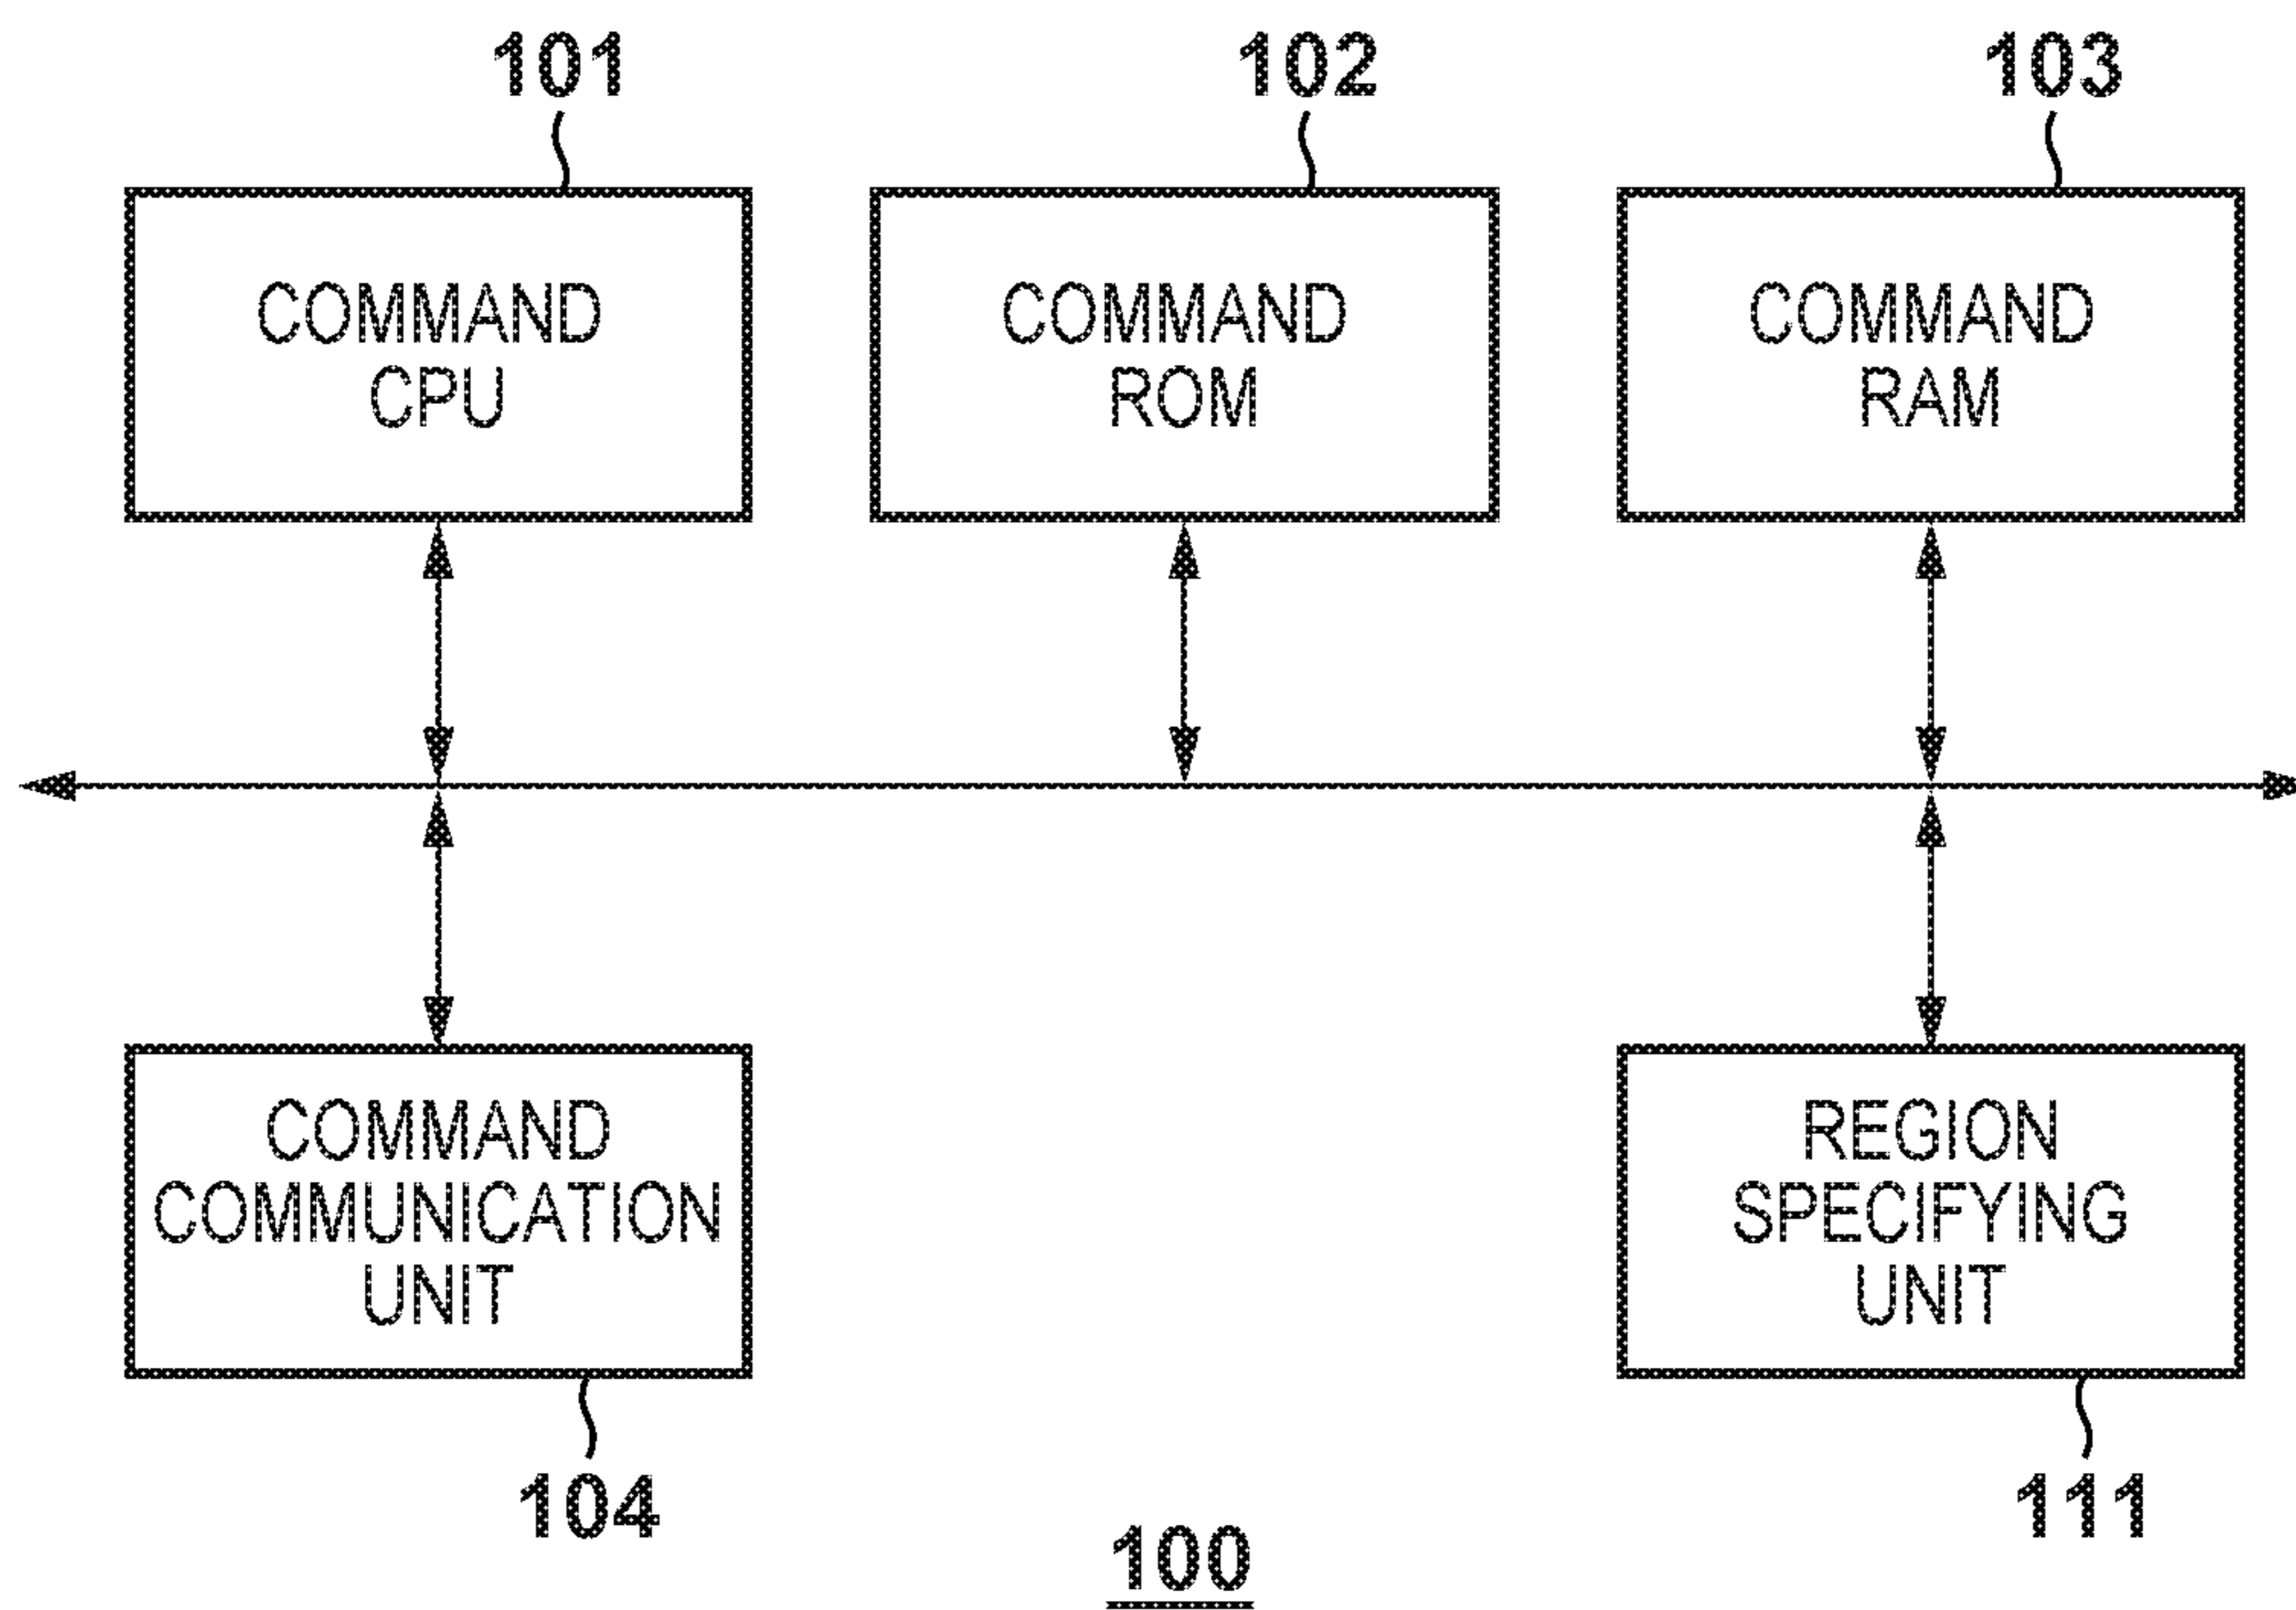 101
102
103
COMMAND
CPU
COMMAND
ROM
COMMAND
RAM
COMMAND
COMMUNICATION
UNIT
REGION
SPECIFYING
UNIT
104
111
100